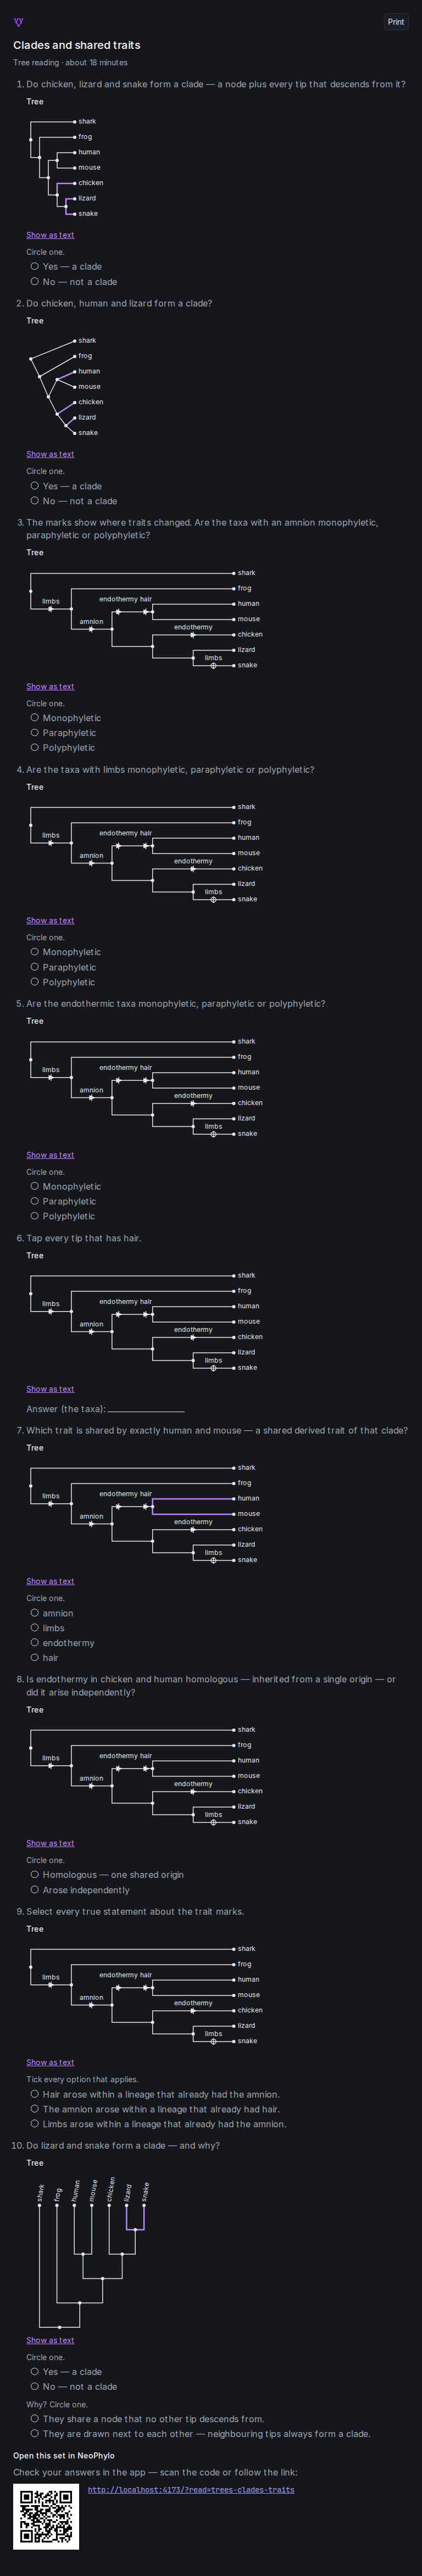 Print
Clades and shared traits
Tree reading · about 18 minutes
1. Do chicken, lizard and snake form a clade — a node plus every tip that descends from it?
Tree
shark
frog
human
mouse
chicken
lizard
snake
Show as text
Circle one.
Yes — a clade
No — not a clade
2. Do chicken, human and lizard form a clade?
Tree
shark
frog
human
mouse
chicken
lizard
snake
Show as text
Circle one.
Yes — a clade
No — not a clade
3. The marks show where traits changed. Are the taxa with an amnion monophyletic,
paraphyletic or polyphyletic?
Tree
shark
frog
limbs endothermy hair human
mouse
amnion endothermy chicken
lizard
limbs snake
Show as text
Circle one.
Monophyletic
Paraphyletic
Polyphyletic
4. Are the taxa with limbs monophyletic, paraphyletic or polyphyletic?
Tree
shark
frog
limbs endothermy hair human
mouse
amnion endothermy chicken
lizard
limbs snake
Show as text
Circle one.
Monophyletic
Paraphyletic
Polyphyletic
5. Are the endothermic taxa monophyletic, paraphyletic or polyphyletic?
Tree
shark
frog
limbs endothermy hair human
mouse
amnion endothermy chicken
lizard
limbs snake
Show as text
Circle one.
Monophyletic
Paraphyletic
Polyphyletic
6. Tap every tip that has hair.
Tree
shark
frog
limbs endothermy hair human
mouse
amnion endothermy chicken
lizard
limbs snake
Show as text
Answer (the taxa):
7. Which trait is shared by exactly human and mouse — a shared derived trait of that clade?
Tree
shark
frog
limbs endothermy hair human
mouse
amnion endothermy chicken
lizard
limbs snake
Show as text
Circle one.
amnion
limbs
endothermy
hair
8. Is endothermy in chicken and human homologous — inherited from a single origin — or
did it arise independently?
Tree
shark
frog
limbs endothermy hair human
mouse
amnion endothermy chicken
lizard
limbs snake
Show as text
Circle one.
Homologous — one shared origin
Arose independently
9. Select every true statement about the trait marks.
Tree
shark
frog
limbs endothermy hair human
mouse
amnion endothermy chicken
lizard
limbs snake
Show as text
Tick every option that applies.
Hair arose within a lineage that already had the amnion.
The amnion arose within a lineage that already had hair.
Limbs arose within a lineage that already had the amnion.
10. Do lizard and snake form a clade — and why?
Tree
shark frog human mouse chicken lizard snake
Show as text
Circle one.
Yes — a clade
No — not a clade
Why? Circle one.
They share a node that no other tip descends from.
They are drawn next to each other — neighbouring tips always form a clade.
Open this set in NeoPhylo
Check your answers in the app — scan the code or follow the link:
http://localhost:4173/?read=trees-clades-traits